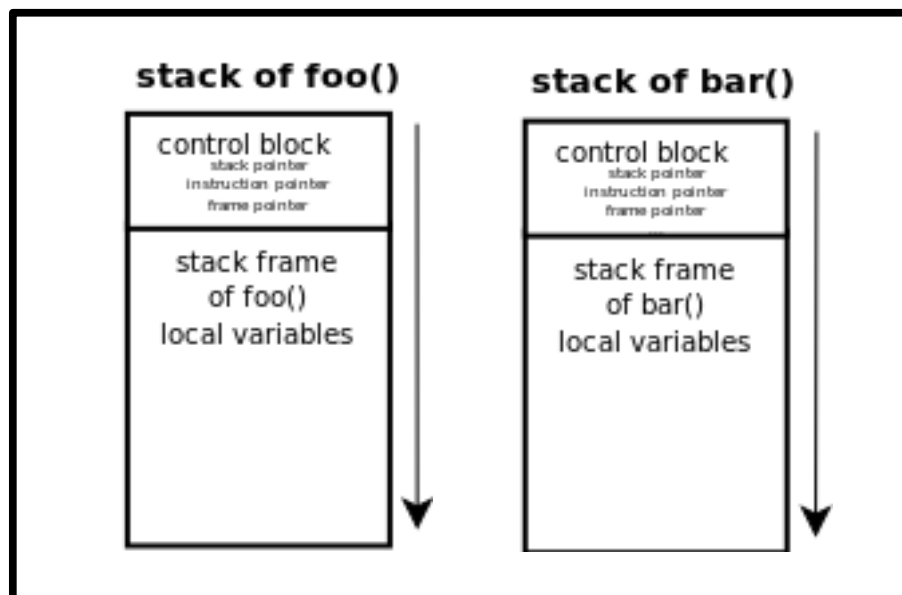 stack of foo()
control block
stack pointer
instruction pointer
frame pointer
stack frame
of foo()
local variables
stack of bar()
control block
stack pointer
instruction pointer
frame pointer
...
stack frame
of bar()
local variables